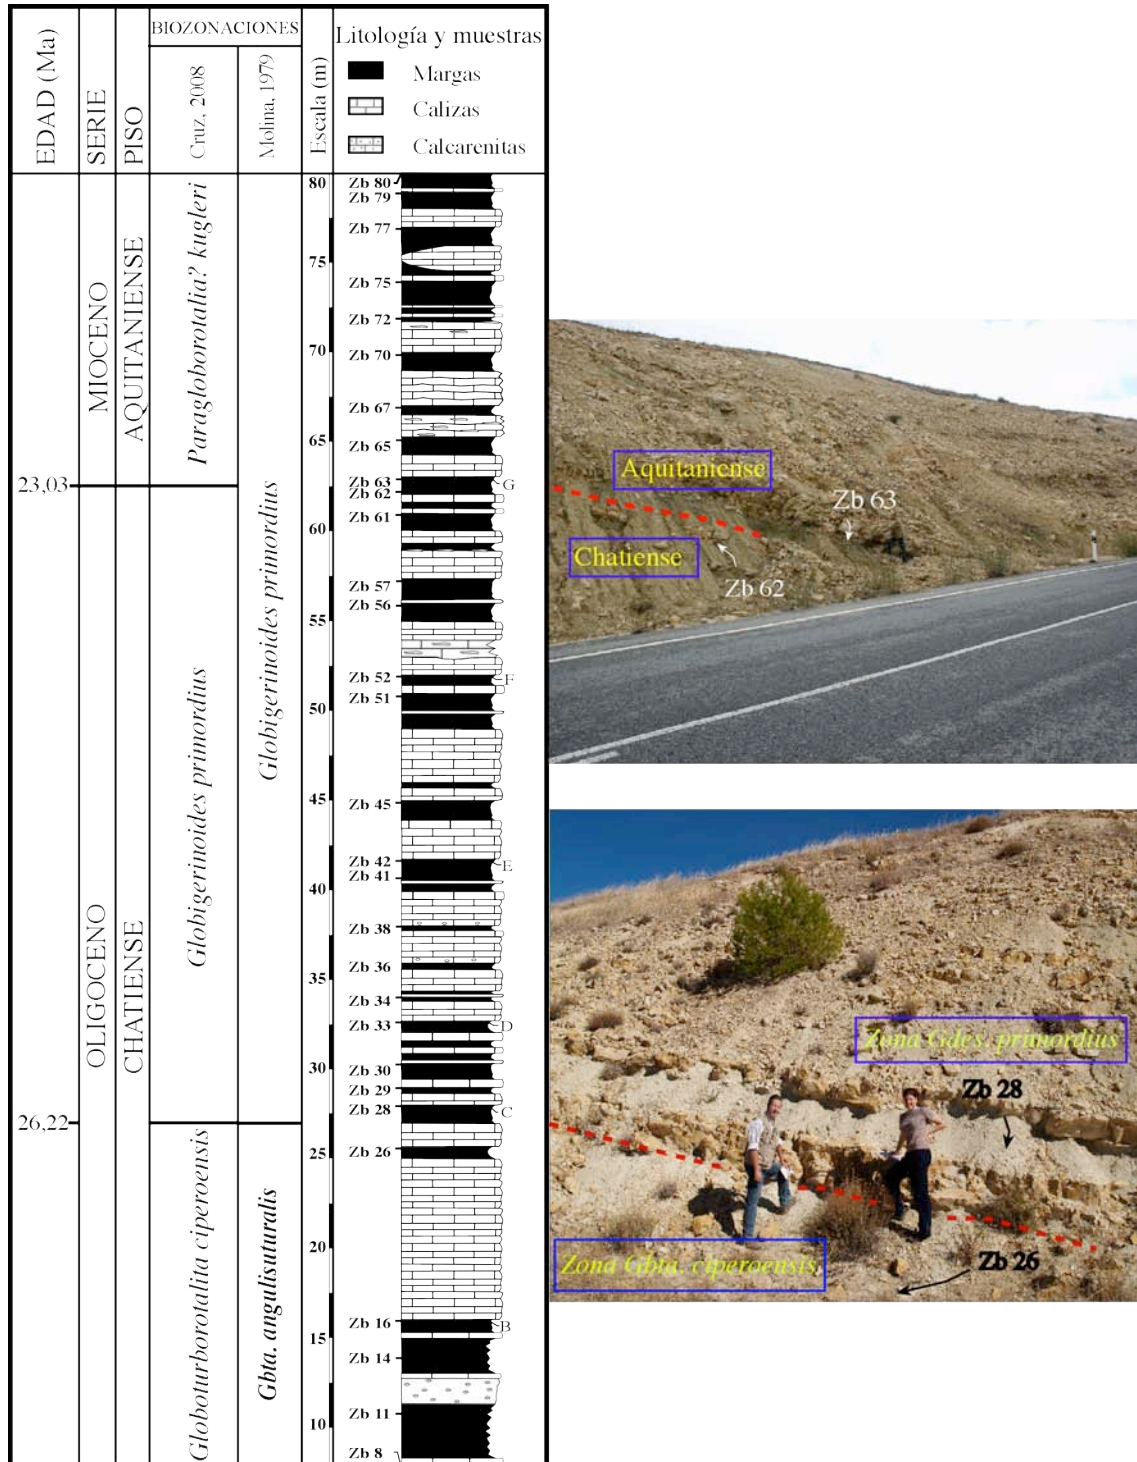 EDAD (Ma)
SERIE
PISO
BIOZONACIONES
Cruz, 2008
Molina, 1979
Escala (m)
Litología y muestras
Margas
Calizas
Calcarenitas
MIOCENO
AQUITANIENSE
Paragloborotalia? kugleri
23,03
OLIGOCENO
CHATIENSE
Globigerinoides primordius
Globigerinoides primordius
26,22
Globoturborotalita ciperoensis
Gbta. angulisuturalis
80
75
70
65
60
55
50
45
40
35
30
25
20
15
10
Zb 80
Zb 79
Zb 77
Zb 75
Zb 72
Zb 70
Zb 67
Zb 65
Zb 63
G
Zb 62
Zb 61
Zb 57
Zb 56
Zb 52
F
Zb 51
Zb 45
Zb 42
E
Zb 41
Zb 38
Zb 36
Zb 34
Zb 33
D
Zb 30
Zb 29
Zb 28
C
Zb 26
Zb 16
B
Zb 14
Zb 11
Zb 8
Aquitaniense
Zb 63
Chatiense
Zb 62
Zona Gdes. primordius
Zb 28
Zona Gbta. ciperoensis
Zb 26